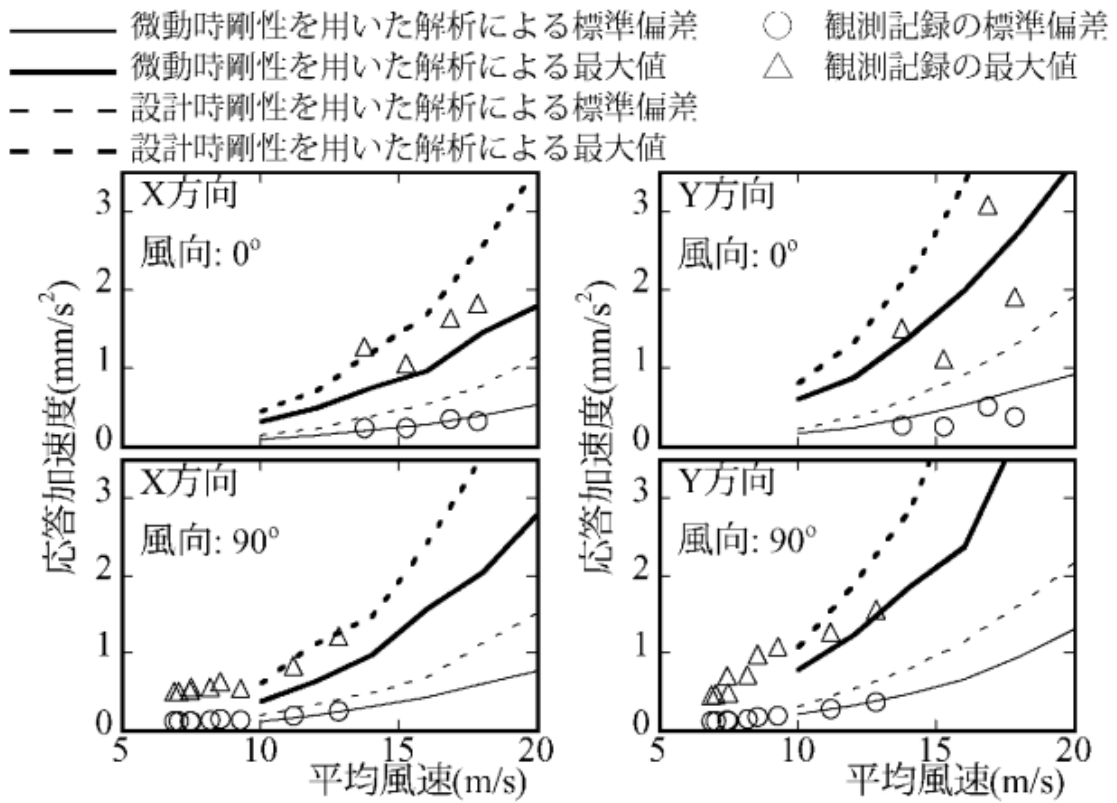 微動時剛性を用いた解析による標準偏差
微動時剛性を用いた解析による最大値
設計時剛性を用いた解析による標準偏差
設計時剛性を用いた解析による最大値
観測記録の標準偏差
観測記録の最大値
応答加速度(mm/s²)
X方向
風向: 0°
3
2
1
0
X方向
風向: 90°
3
2
1
0
5 10 15 20
平均風速(m/s)
応答加速度(mm/s²)
Y方向
風向: 0°
3
2
1
0
Y方向
風向: 90°
3
2
1
0
5 10 15 20
平均風速(m/s)